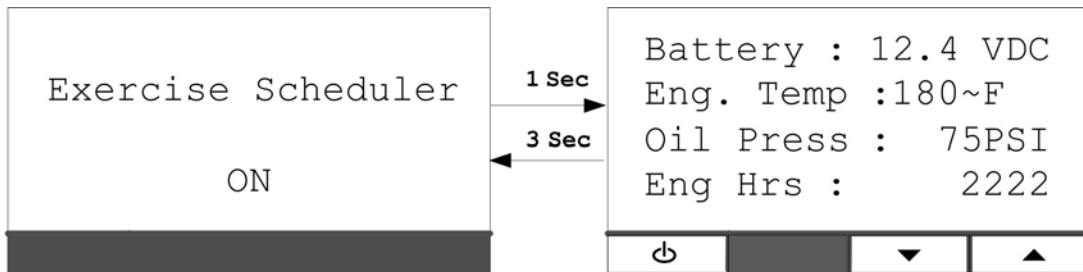 Exercise Scheduler
ON
1 Sec
3 Sec
Battery : 12.4 VDC
Eng. Temp :180~F
Oil Press :  75PSI
Eng Hrs :    2222